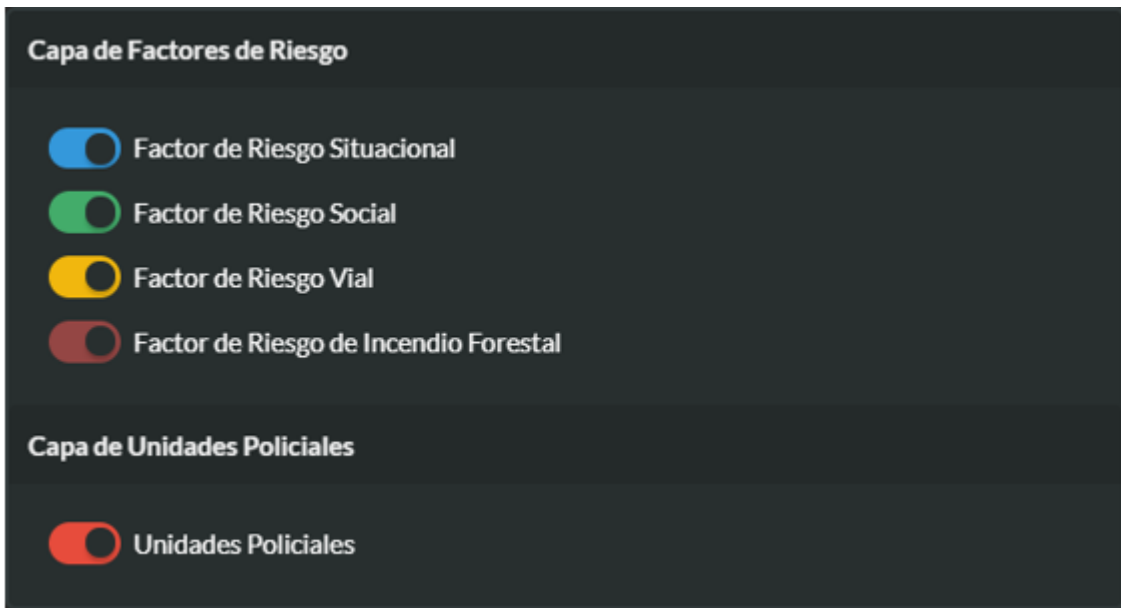 Capa de Factores de Riesgo
Factor de Riesgo Situacional
Factor de Riesgo Social
Factor de Riesgo Vial
Factor de Riesgo de Incendio Forestal
Capa de Unidades Policiales
Unidades Policiales